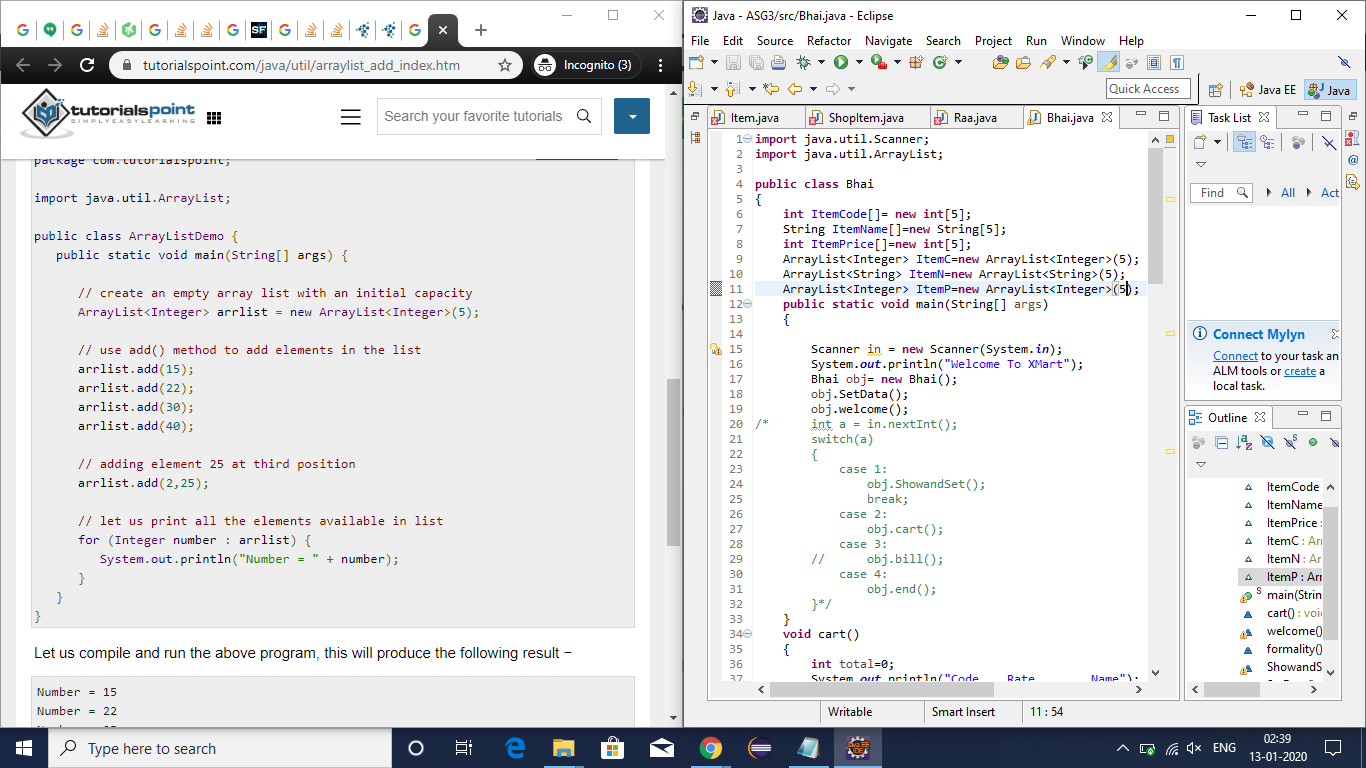 Incognito (3)
tutorialspoint.com/java/util/arraylist_add_index.htm
tutorialspoint
SIMPLYEASYLEARNING
Search your favorite tutorials
package com.tutorialspoint;
import java.util.ArrayList;
public class ArrayListDemo {
public static void main(String[] args) {
// create an empty array list with an initial capacity
ArrayList<Integer> arrlist = new ArrayList<Integer>(5);
// use add() method to add elements in the list
arrlist.add(15);
arrlist.add(22);
arrlist.add(30);
arrlist.add(40);
// adding element 25 at third position
arrlist.add(2,25);
// let us print all the elements available in list
for (Integer number : arrlist) {
System.out.println("Number = " + number);
}
}
}
Let us compile and run the above program, this will produce the following result −
Number = 15
Number = 22
Java - ASG3/src/Bhai.java - Eclipse
File Edit Source Refactor Navigate Search Project Run Window Help
Quick Access
Java EE
Java
Item.java
ShopItem.java
Raa.java
Bhai.java
1 import java.util.Scanner;
2 import java.util.ArrayList;
3
4 public class Bhai
5 {
6 int ItemCode[]= new int[5];
7 String ItemName[]=new String[5];
8 int ItemPrice[]=new int[5];
9 ArrayList<Integer> ItemC=new ArrayList<Integer>(5);
10 ArrayList<String> ItemN=new ArrayList<String>(5);
11 ArrayList<Integer> ItemP=new ArrayList<Integer>(5);
12 public static void main(String[] args)
13 {
14
15 Scanner in = new Scanner(System.in);
16 System.out.println("Welcome To XMart");
17 Bhai obj= new Bhai();
18 obj.SetData();
19 obj.welcome();
20 /* int a = in.nextInt();
21 switch(a)
22 {
23 case 1:
24 obj.ShowandSet();
25 break;
26 case 2:
27 obj.cart();
28 case 3:
29 // obj.bill();
30 case 4:
31 obj.end();
32 }*/
33 }
34 void cart()
35 {
36 int total=0;
37 System.out.println("Code Rate Name");
Task List
Find
All
Act
Connect Mylyn
Connect to your task an
ALM tools or create a
local task.
Outline
ItemCode
ItemName
ItemPrice :
ItemC : Arr
ItemN : Ar
ItemP : Arr
main(Strin
cart() : voi
welcome()
formality()
ShowandS
Writable
Smart Insert
11 : 54
Type here to search
ENG
02:39
13-01-2020